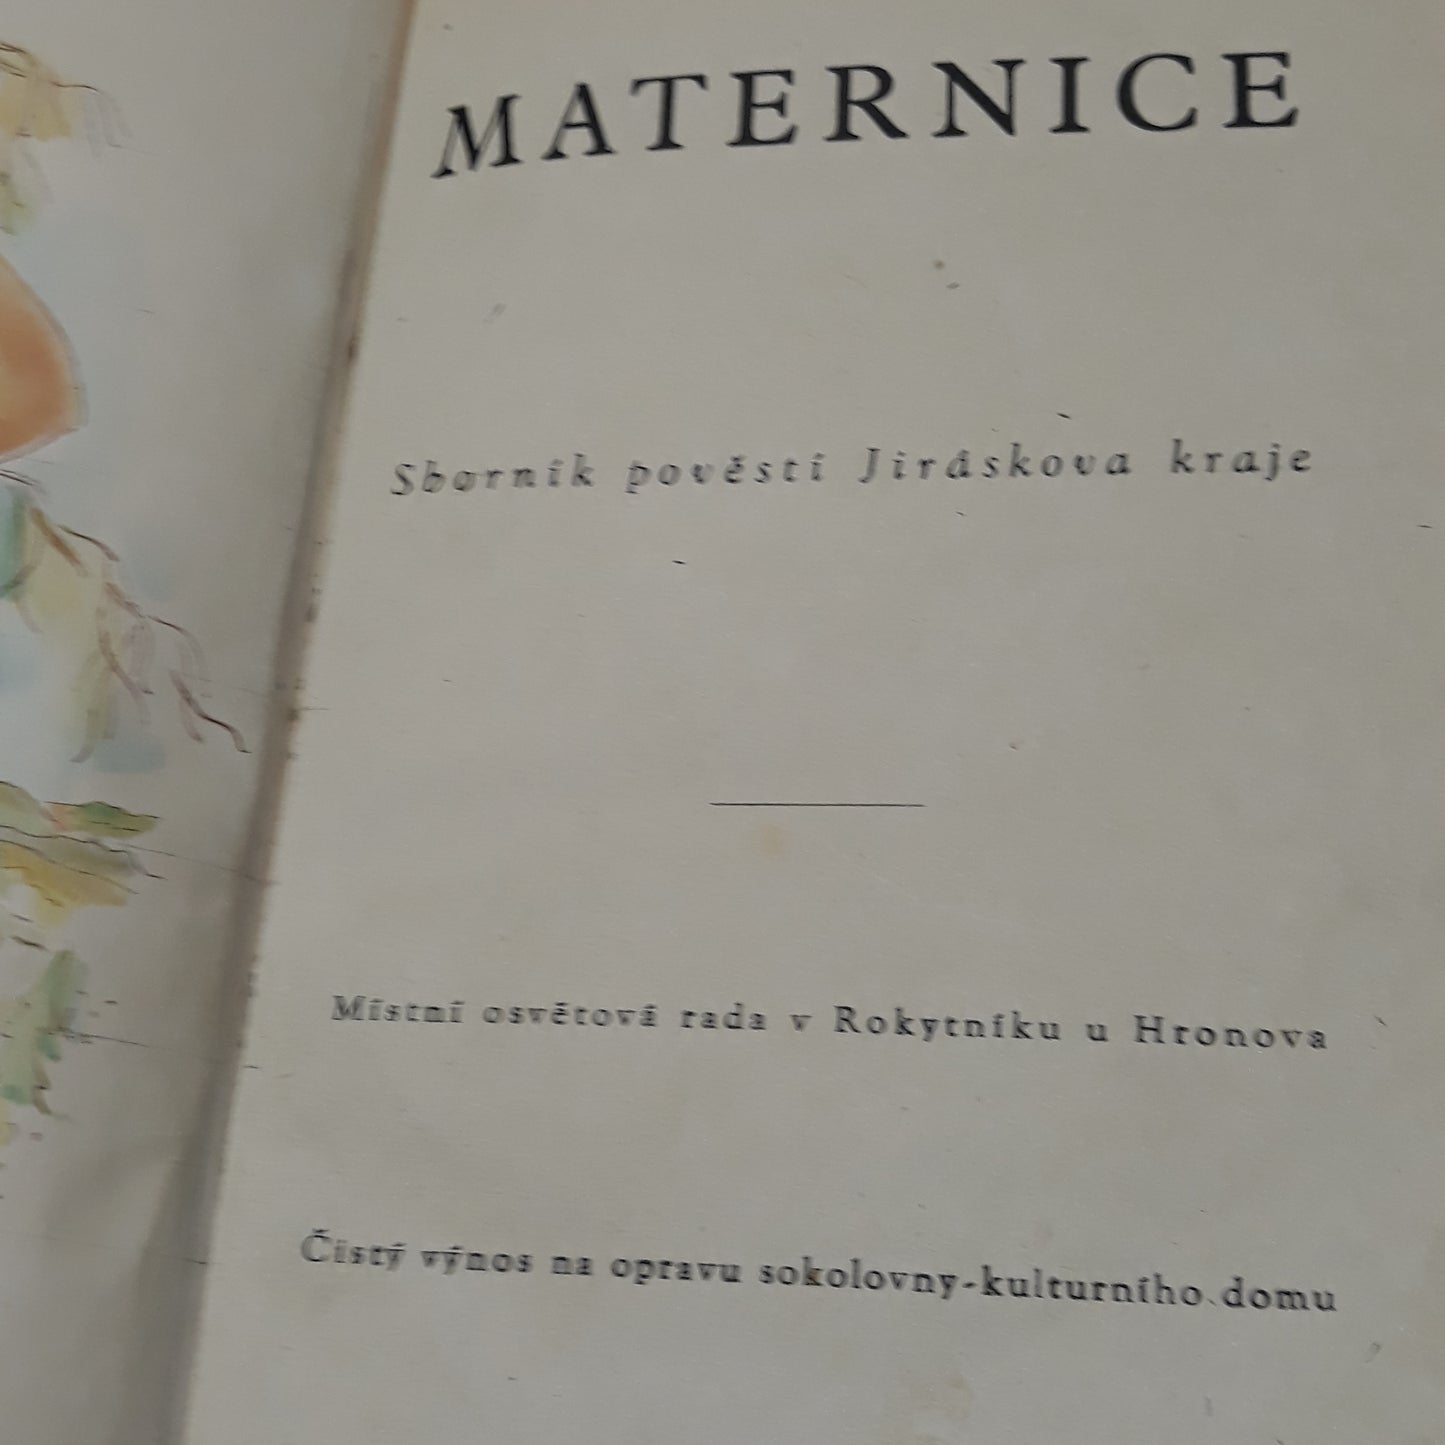 MATERNICE
Sborník pověstí Jiráskova kraje
Místní osvětová rada v Rokytníku u Hronova
Čistý výnos na opravu sokolovny-kulturního domu